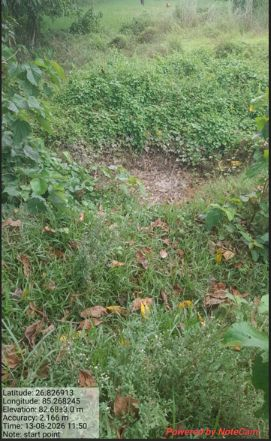 Latitude: 26.826913
Longitude: 85.268245
Elevation: 82.68±3.0 m
Accuracy: 2.166 m
Time: 13-08-2026 11:50
Note: start point
Powered by NoteCam